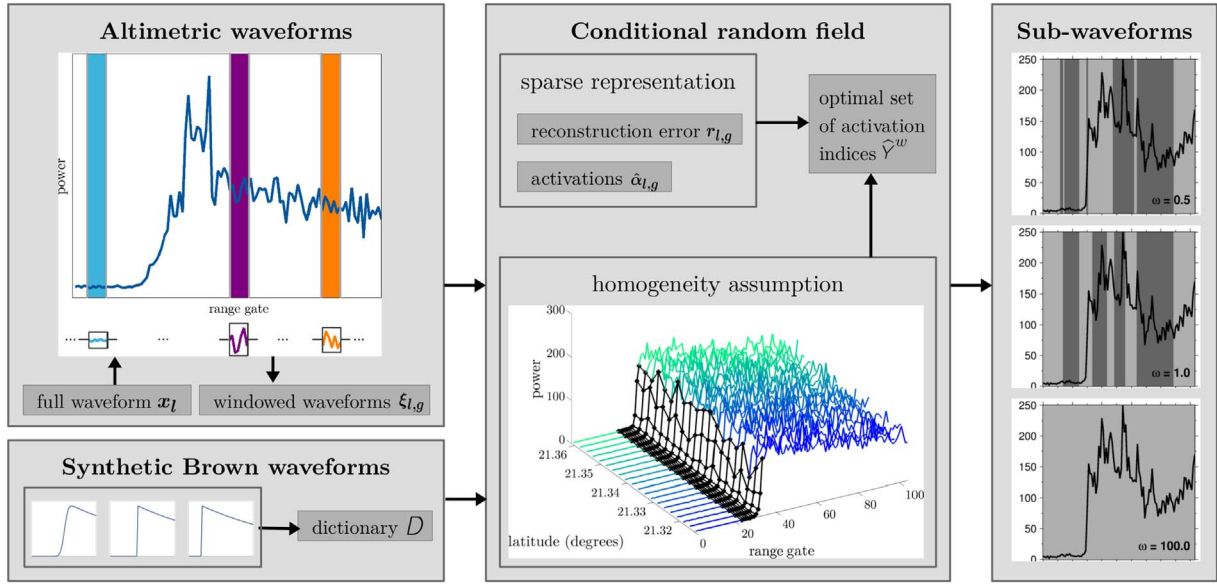 Altimetric waveforms
power
range gate
... ... ... ...
full waveform x_l
windowed waveforms ξ_{l,g}
Synthetic Brown waveforms
dictionary D
Conditional random field
sparse representation
reconstruction error r_{l,g}
activations α̂_{l,g}
optimal set
of activation
indices Ŷ^w
homogeneity assumption
300
200
100
0
power
21.36
21.35
21.34
21.33
21.32
latitude (degrees)
0
20
40
60
80
100
range gate
Sub-waveforms
250
200
150
100
50
0
ω = 0.5
250
200
150
100
50
0
ω = 1.0
250
200
150
100
50
0
ω = 100.0